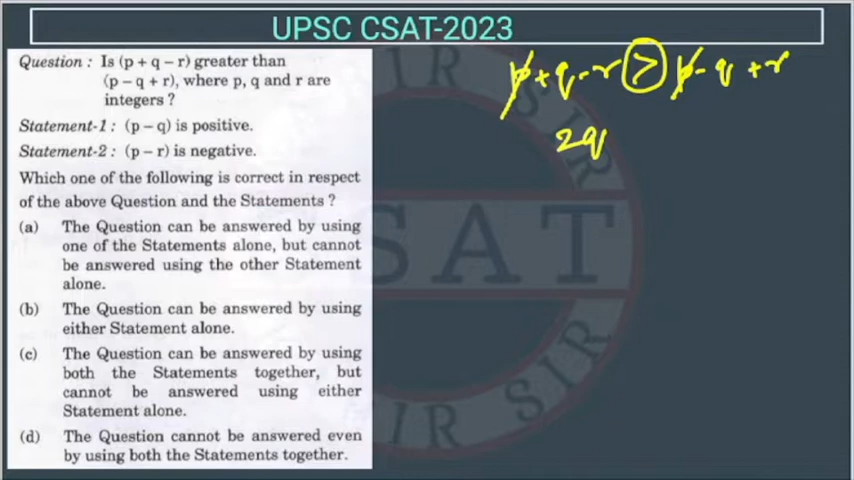 UPSC CSAT-2023
Question : Is (p + q – r) greater than
(p – q + r), where p, q and r are
integers ?
Statement-1 : (p – q) is positive.
Statement-2 : (p – r) is negative.
Which one of the following is correct in respect
of the above Question and the Statements ?
(a) The Question can be answered by using
one of the Statements alone, but cannot
be answered using the other Statement
alone.
(b) The Question can be answered by using
either Statement alone.
(c) The Question can be answered by using
both the Statements together, but
cannot be answered using either
Statement alone.
(d) The Question cannot be answered even
by using both the Statements together.
p + q - r > p - q + r
2q
SAT
SIR
SIR
SIR